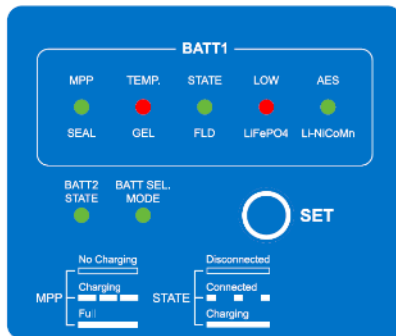 BATT1
MPP TEMP. STATE LOW AES
SEAL GEL FLD LiFePO4 Li-NiCoMn
BATT2 STATE
BATT SEL. MODE
SET
MPP
No Charging
Charging
Full
STATE
Disconnected
Connected
Charging